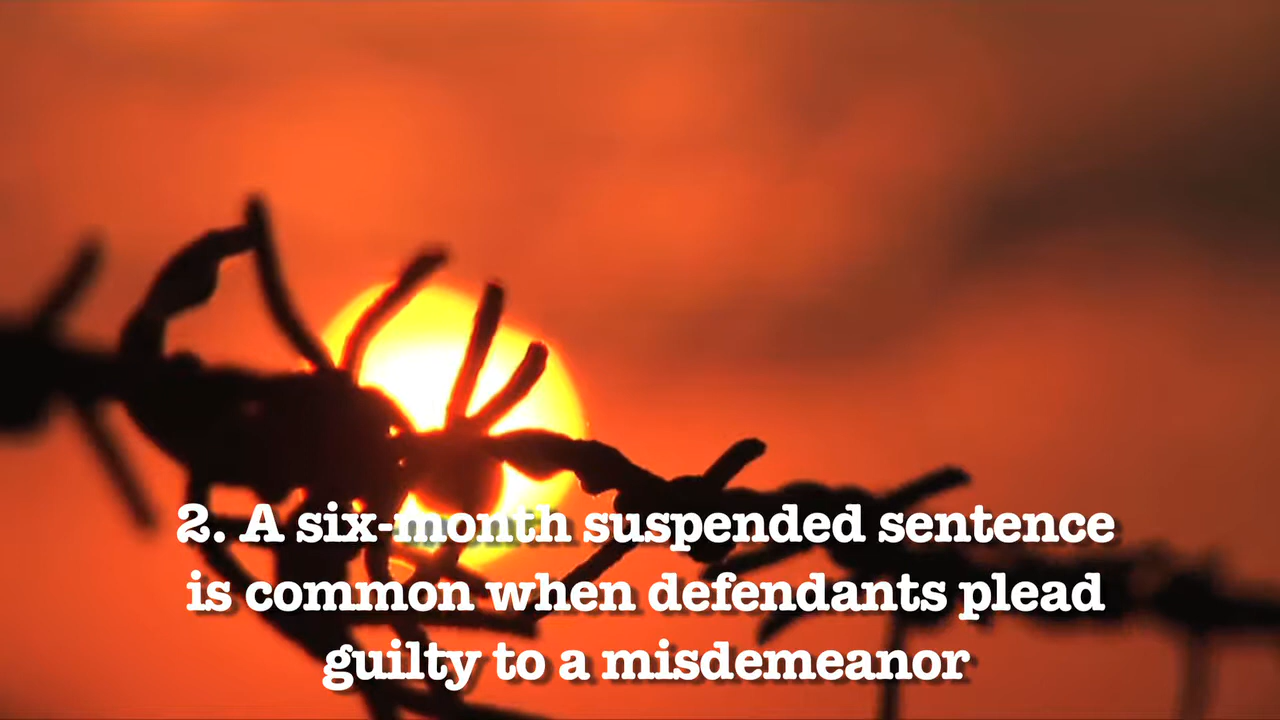 2. A six-month suspended sentence
is common when defendants plead
guilty to a misdemeanor